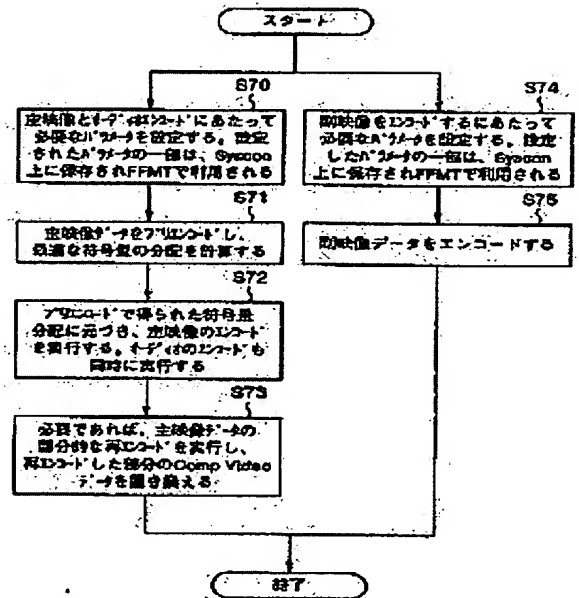 スタート
S70
主映像とオーディオエンコードにあたって
必要なパラメータを設定する。設定
されたパラメータの一部は、Syscon
上に保存されFFMTで利用される
S71
主映像データをプリエンコードし、
最適な符号量の分配を計算する
S72
プリエンコードで得られた符号量
分配に元づき、主映像のエンコード
を実行する。オーディオのエンコードも
同時に実行する
S73
必要であれば、主映像データの
部分的な再エンコードを実行し、
再エンコードした部分のComp Video
データを置き換える
S74
副映像をエンコードするにあたって
必要なパラメータを設定する。設定
したパラメータの一部は、Syscon
上に保存されFFMTで利用される
S75
副映像データをエンコードする
終了